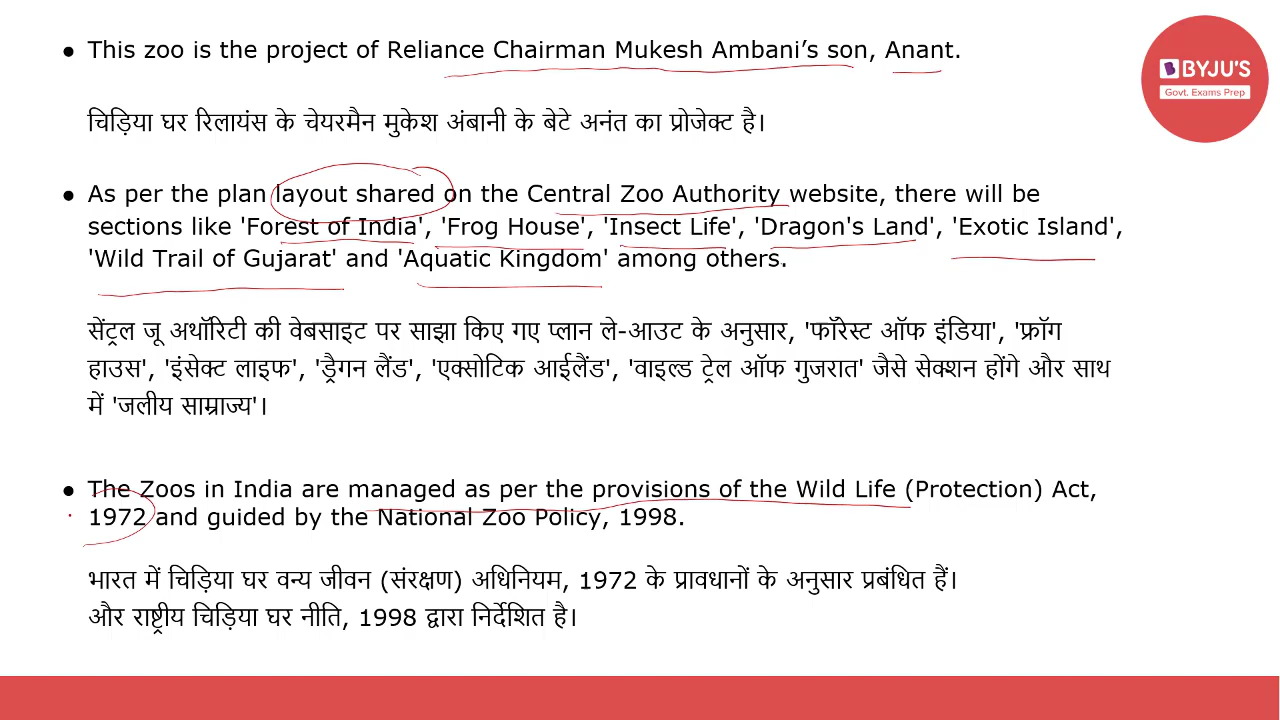 ● This zoo is the project of Reliance Chairman Mukesh Ambani’s son, Anant.
BYJU'S
Govt. Exams Prep
चिड़िया घर रिलायंस के चेयरमैन मुकेश अंबानी के बेटे अनंत का प्रोजेक्ट है।
● As per the plan layout shared on the Central Zoo Authority website, there will be
sections like 'Forest of India', 'Frog House', 'Insect Life', 'Dragon's Land', 'Exotic Island',
'Wild Trail of Gujarat' and 'Aquatic Kingdom' among others.
सेंट्रल जू अथॉरिटी की वेबसाइट पर साझा किए गए प्लान ले-आउट के अनुसार, 'फॉरेस्ट ऑफ इंडिया', 'फ्रॉग
हाउस', 'इंसेक्ट लाइफ', 'ड्रैगन लैंड', 'एक्सोटिक आईलैंड', 'वाइल्ड ट्रेल ऑफ गुजरात' जैसे सेक्शन होंगे और साथ
में 'जलीय साम्राज्य'।
● The Zoos in India are managed as per the provisions of the Wild Life (Protection) Act,
1972 and guided by the National Zoo Policy, 1998.
भारत में चिड़िया घर वन्य जीवन (संरक्षण) अधिनियम, 1972 के प्रावधानों के अनुसार प्रबंधित हैं।
और राष्ट्रीय चिड़िया घर नीति, 1998 द्वारा निर्देशित है।